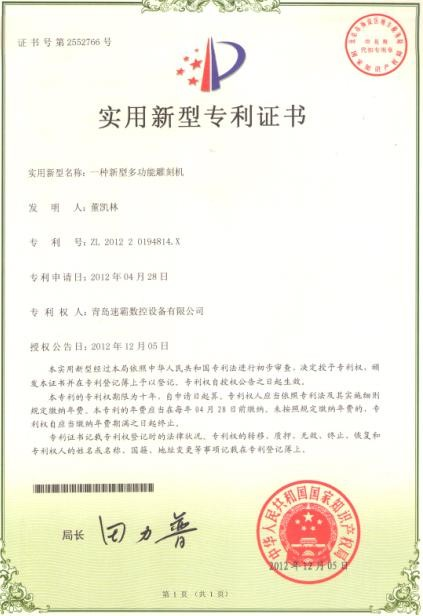 证书号第2552766号
实用新型专利证书
实用新型名称：一种新型多功能雕刻机
发明人：董凯林
专利号：ZL 2012 2 0194814.X
专利申请日：2012年04月28日
专利权人：青岛速霸数控设备有限公司
授权公告日：2012年12月05日
本实用新型经过本局依照中华人民共和国专利法进行初步审查，决定授予专利权，颁
发本证书并在专利登记簿上予以登记。专利权自授权公告之日起生效。
本专利的专利权期限为十年，自申请日起算。专利权人应当依照专利法及其实施细则
规定缴纳年费。本专利的年费应当在每年04月28日前缴纳。未按照规定缴纳年费的，专
利权自应当缴纳年费期满之日起终止。
专利证书记载专利权登记时的法律状况。专利权的转移、质押、无效、终止、恢复和
专利权人的姓名或名称、国籍、地址变更等事项记载在专利登记簿上。
局长
田力普
中华人民共和国国家知识产权局
2012年12月05日
第1页（共1页）